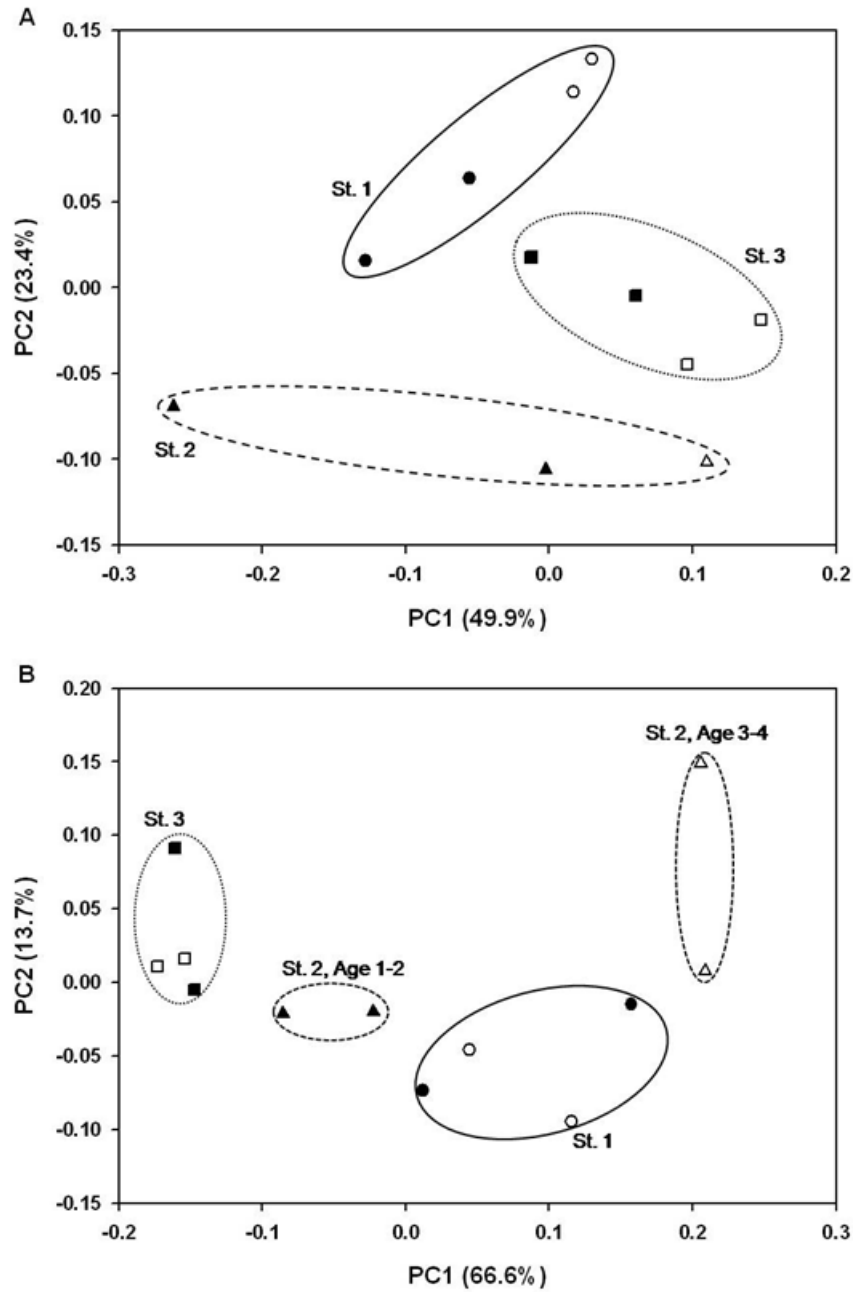 A
0.15
0.10
0.05
0.00
-0.05
-0.10
-0.15
PC2 (23.4%)
St. 1
St. 3
St. 2
-0.3
-0.2
-0.1
0.0
0.1
0.2
PC1 (49.9%)
B
0.20
0.15
0.10
0.05
0.00
-0.05
-0.10
-0.15
PC2 (13.7%)
St. 2, Age 3-4
St. 3
St. 2, Age 1-2
St. 1
-0.2
-0.1
0.0
0.1
0.2
0.3
PC1 (66.6%)